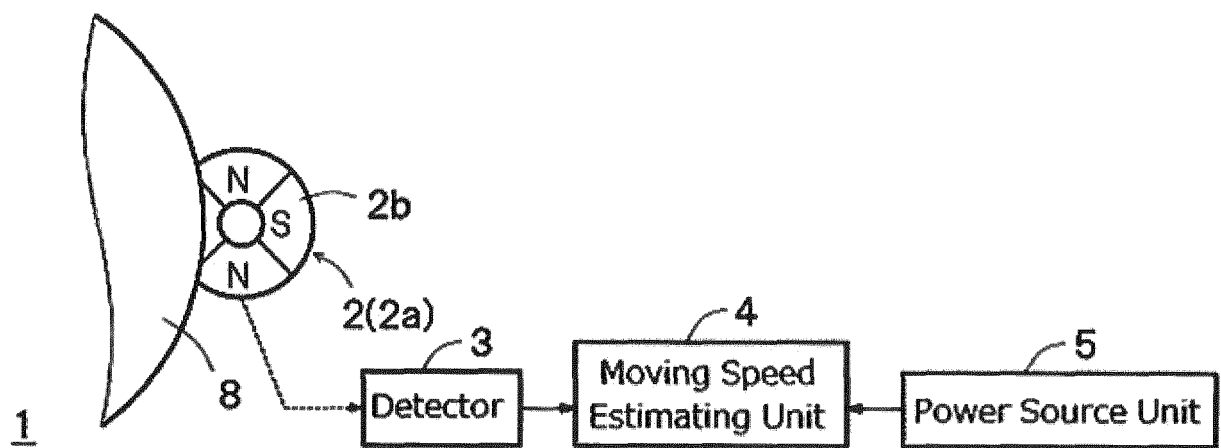 N
S
2b
N
2(2a)
8
1
3
Detector
4
Moving Speed
Estimating Unit
5
Power Source Unit